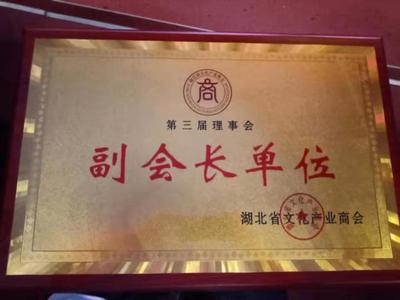 商
第三届理事会
副会长单位
湖北省文化产业商会